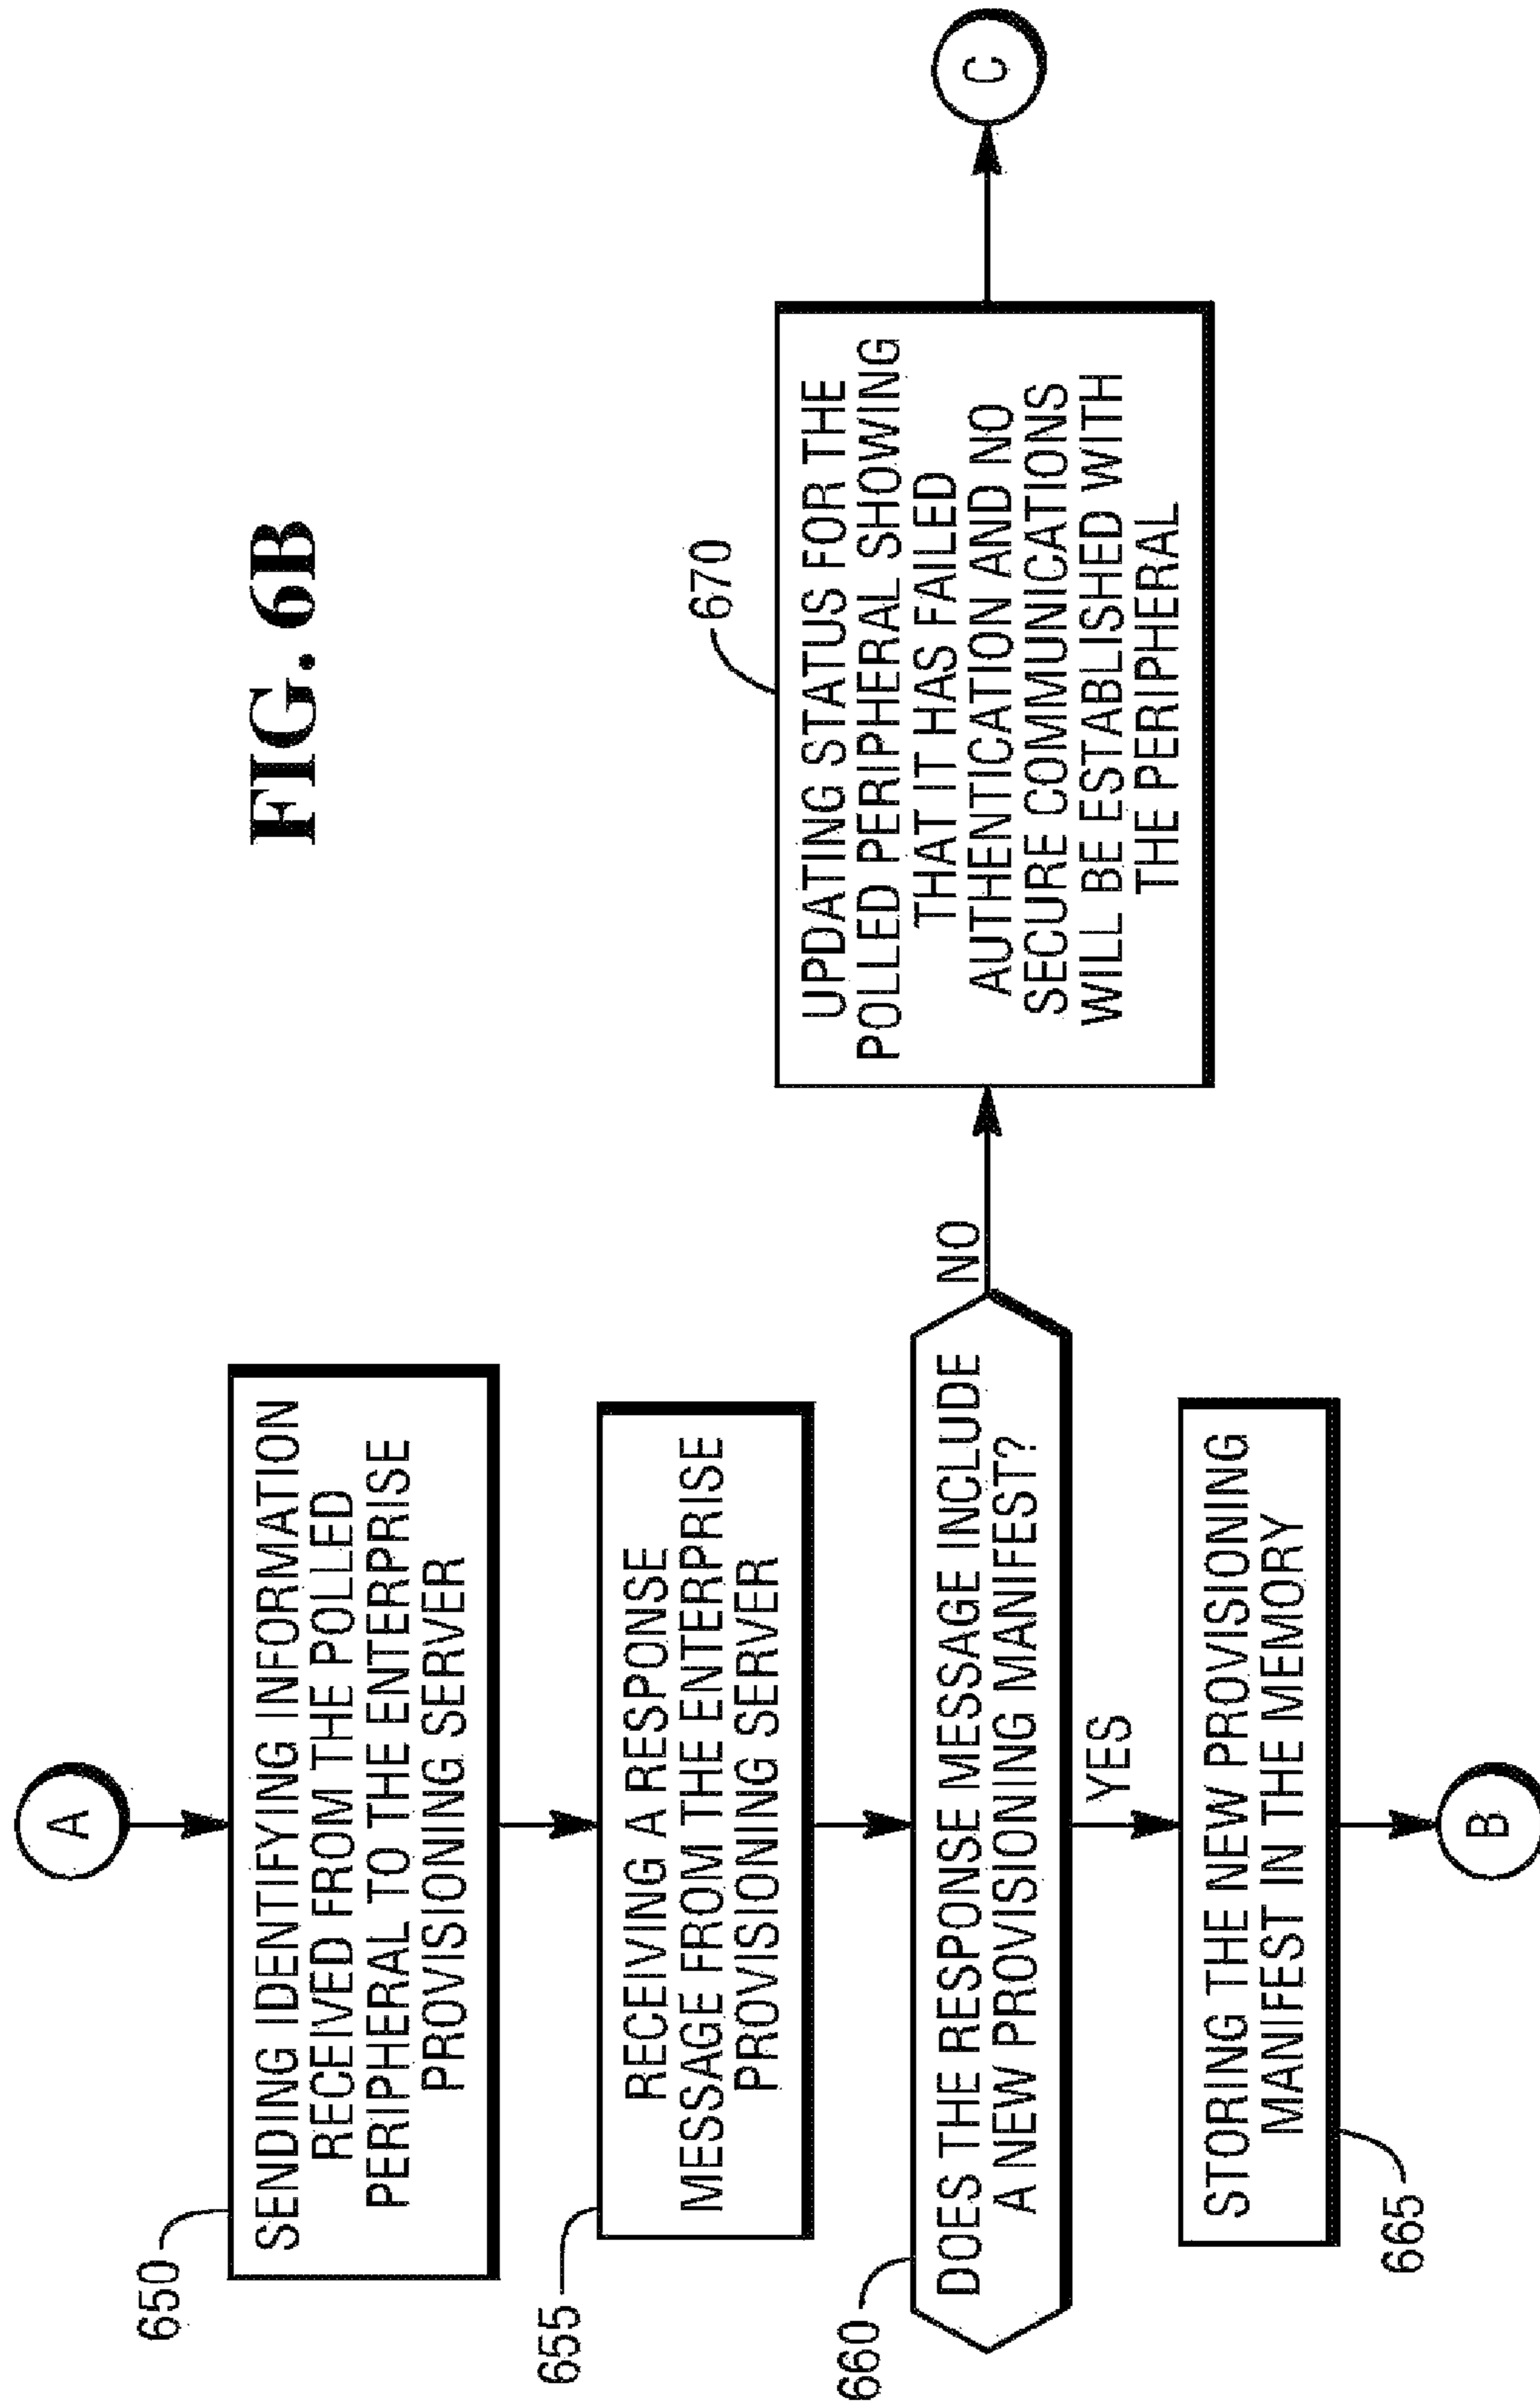 FIG. 6B
A
650
SENDING IDENTIFYING INFORMATION
RECEIVED FROM THE POLLED
PERIPHERAL TO THE ENTERPRISE
PROVISIONING SERVER
655
RECEIVING A RESPONSE
MESSAGE FROM THE ENTERPRISE
PROVISIONING SERVER
660
DOES THE RESPONSE MESSAGE INCLUDE
A NEW PROVISIONING MANIFEST?
NO
YES
670
UPDATING STATUS FOR THE
POLLED PERIPHERAL SHOWING
THAT IT HAS FAILED
AUTHENTICATION AND NO
SECURE COMMUNICATIONS
WILL BE ESTABLISHED WITH
THE PERIPHERAL
C
665
STORING THE NEW PROVISIONING
MANIFEST IN THE MEMORY
B